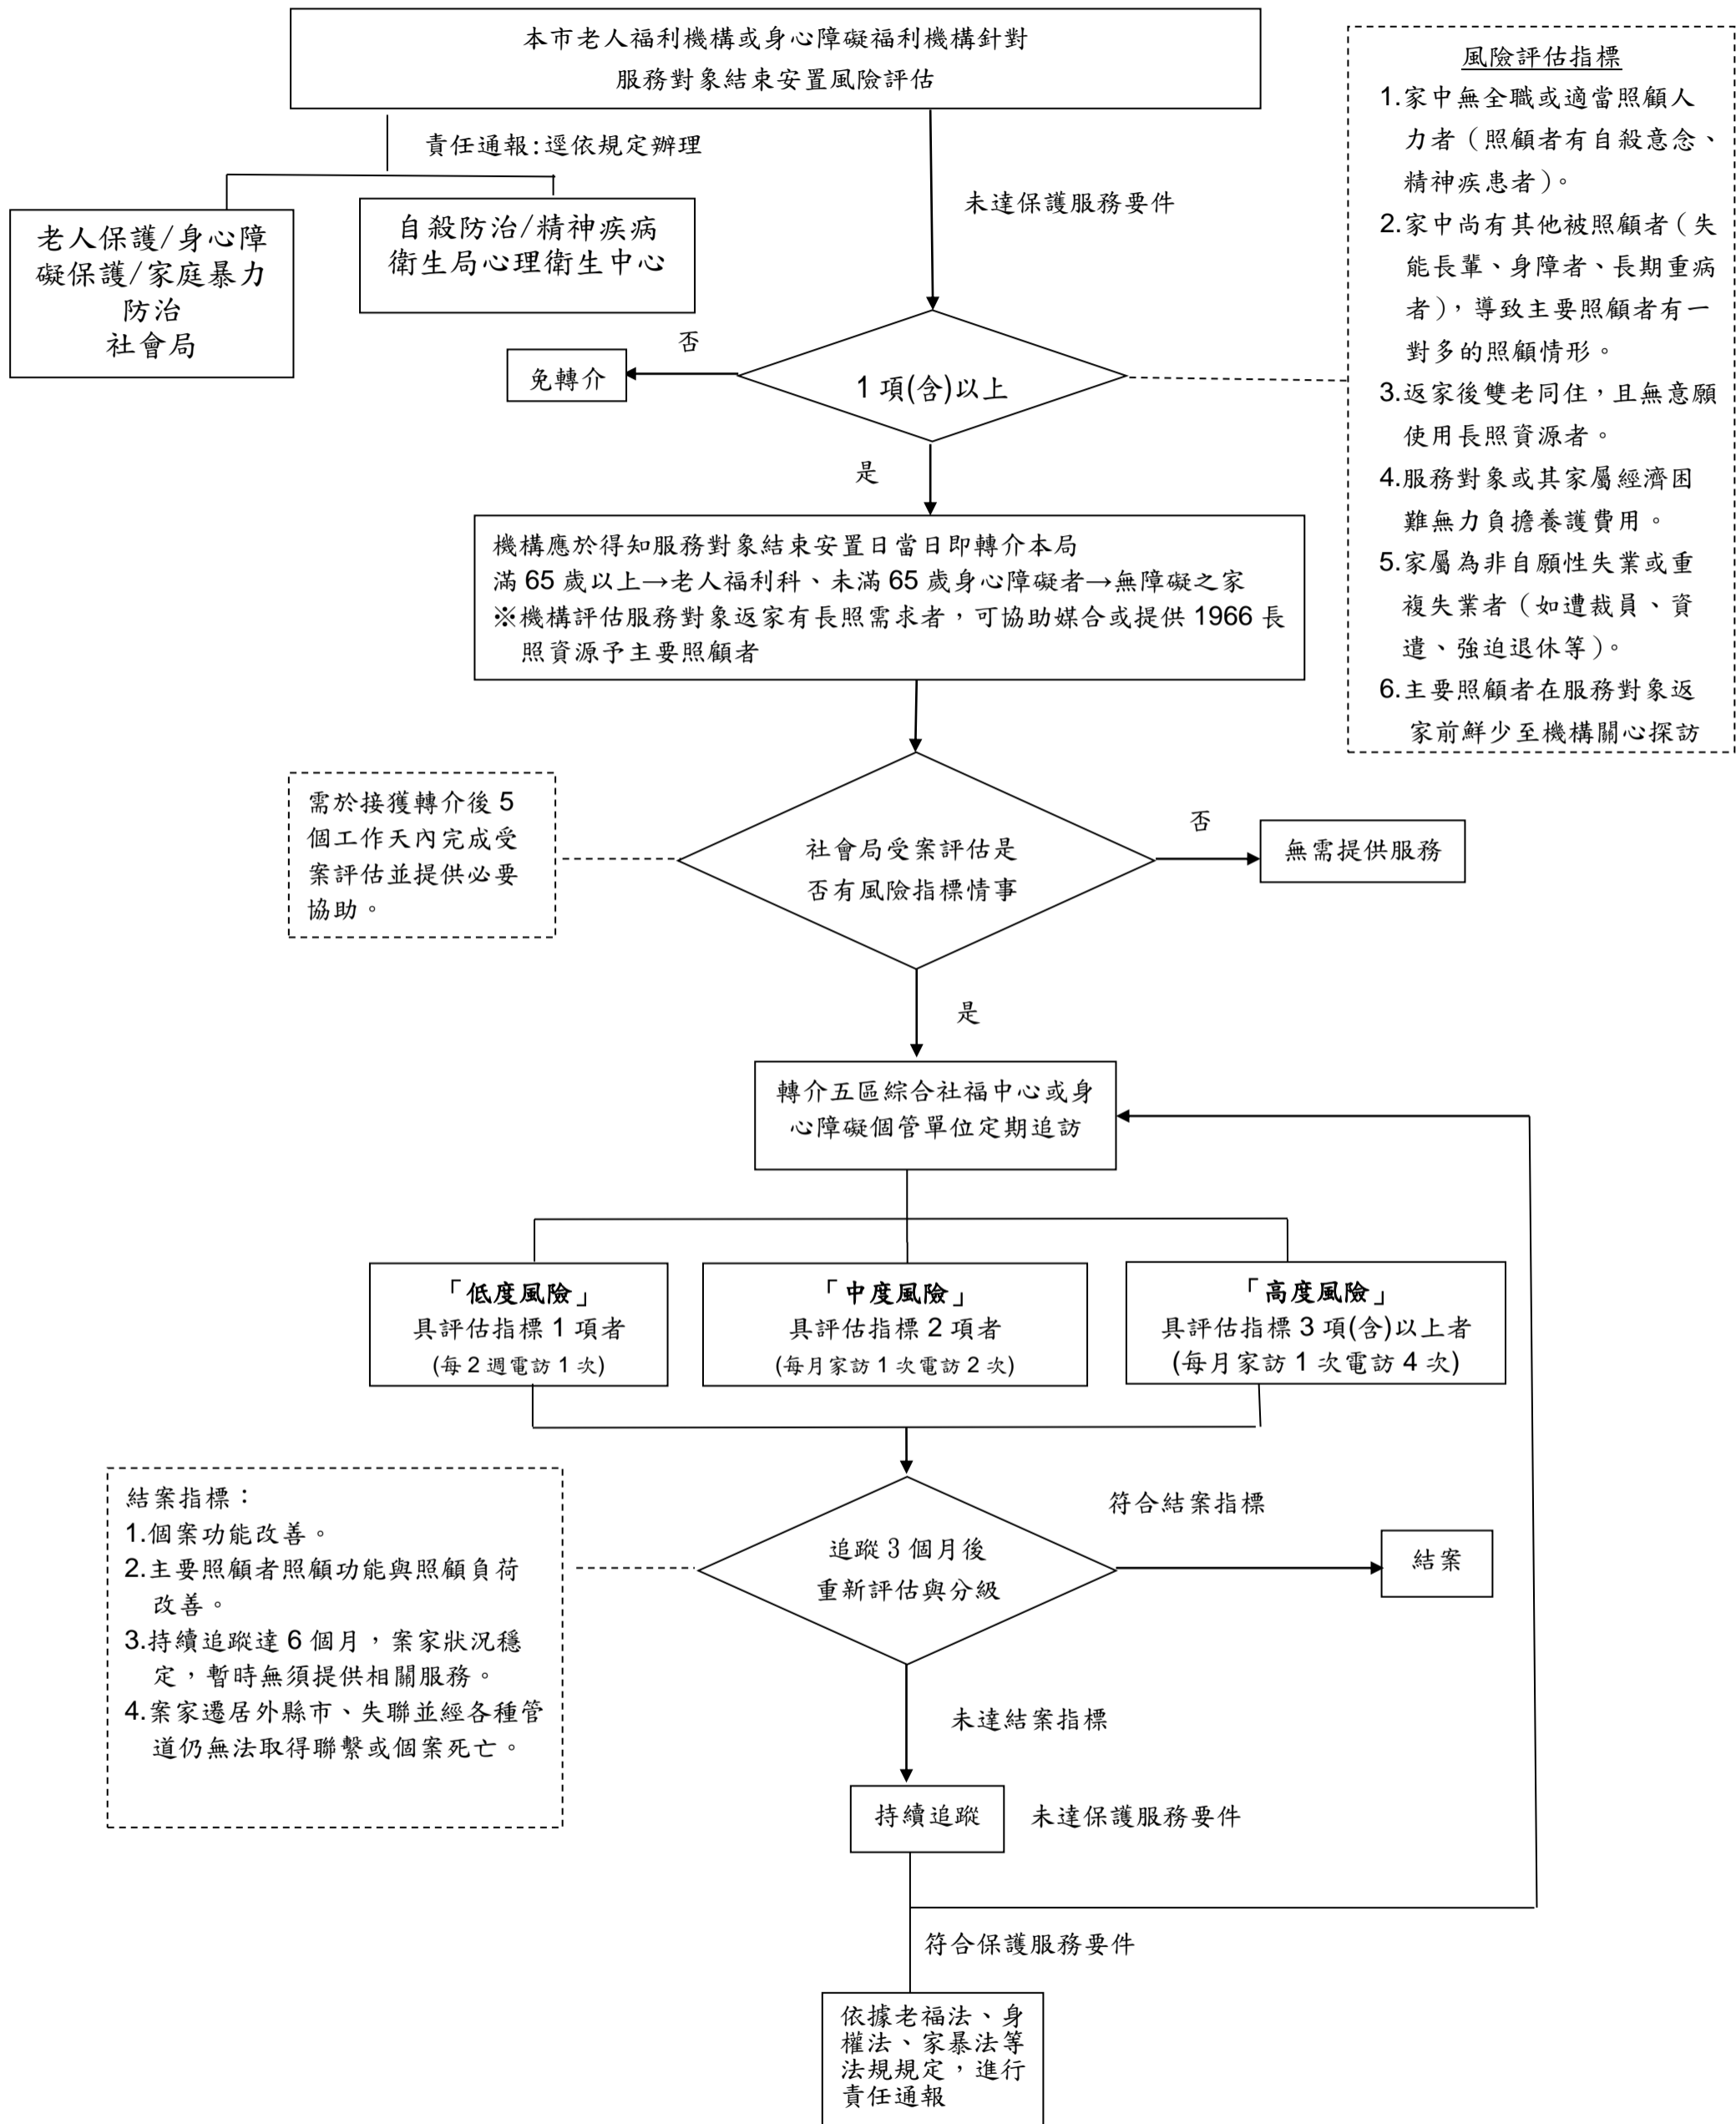 本市老人福利機構或身心障礙福利機構針對
服務對象結束安置風險評估
責任通報:逕依規定辦理
老人保護/身心障
礙保護/家庭暴力
防治
社會局
自殺防治/精神疾病
衛生局心理衛生中心
未達保護服務要件
風險評估指標
1.家中無全職或適當照顧人
力者（照顧者有自殺意念、
精神疾患者）。
2.家中尚有其他被照顧者（失
能長輩、身障者、長期重病
者），導致主要照顧者有一
對多的照顧情形。
3.返家後雙老同住，且無意願
使用長照資源者。
4.服務對象或其家屬經濟困
難無力負擔養護費用。
5.家屬為非自願性失業或重
複失業者（如遭裁員、資
遣、強迫退休等）。
6.主要照顧者在服務對象返
家前鮮少至機構關心探訪
否
免轉介
1 項(含)以上
是
機構應於得知服務對象結束安置日當日即轉介本局
滿 65 歲以上→老人福利科、未滿 65 歲身心障礙者→無障礙之家
※機構評估服務對象返家有長照需求者，可協助媒合或提供 1966 長
照資源予主要照顧者
需於接獲轉介後 5
個工作天內完成受
案評估並提供必要
協助。
社會局受案評估是
否有風險指標情事
否
無需提供服務
是
轉介五區綜合社福中心或身
心障礙個管單位定期追訪
「低度風險」
具評估指標 1 項者
(每 2 週電訪 1 次)
「中度風險」
具評估指標 2 項者
(每月家訪 1 次電訪 2 次)
「高度風險」
具評估指標 3 項(含)以上者
(每月家訪 1 次電訪 4 次)
結案指標：
1.個案功能改善。
2.主要照顧者照顧功能與照顧負荷
改善。
3.持續追蹤達 6 個月，案家狀況穩
定，暫時無須提供相關服務。
4.案家遷居外縣市、失聯並經各種管
道仍無法取得聯繫或個案死亡。
追蹤 3 個月後
重新評估與分級
符合結案指標
結案
未達結案指標
持續追蹤
未達保護服務要件
符合保護服務要件
依據老福法、身
權法、家暴法等
法規規定，進行
責任通報